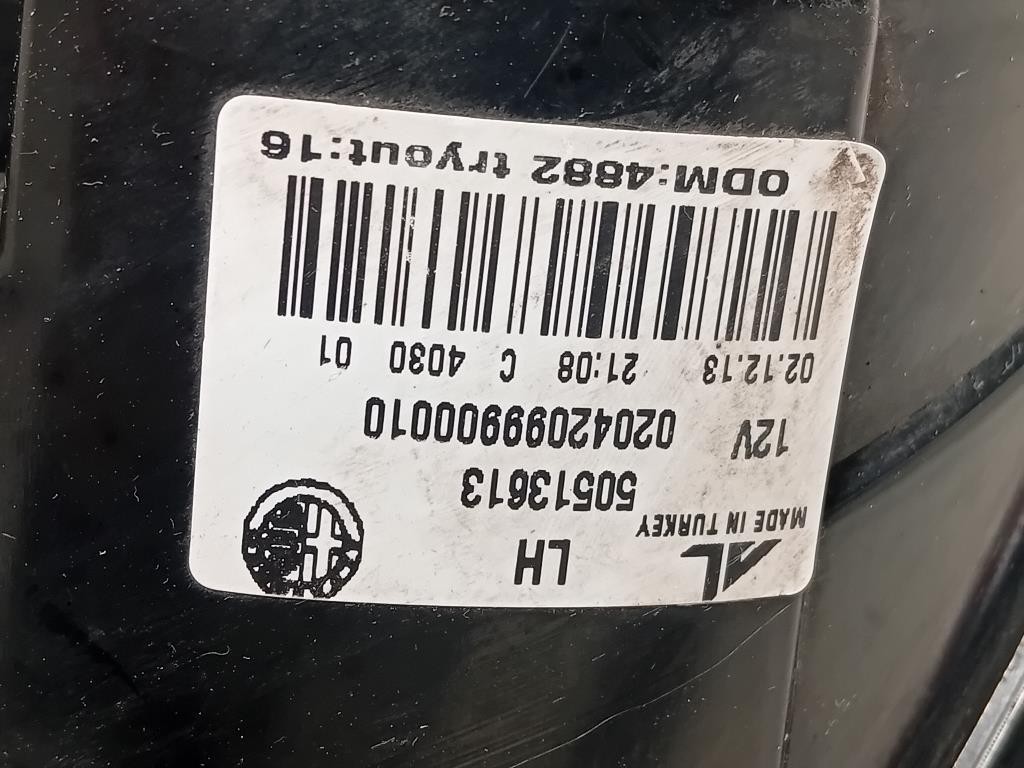 AL LH
MADE IN TURKEY 50513613
12V 0204209900010
02.12.13 21:08 C 4030 01
ODM:4882 tryout:16